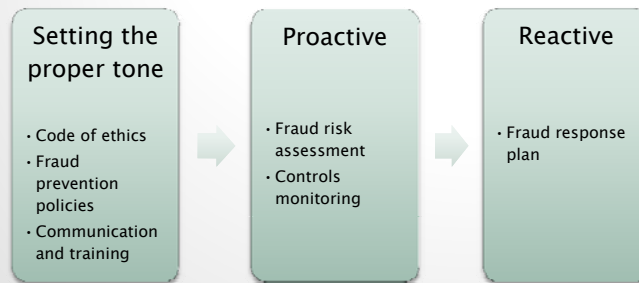 Setting the
proper tone
• Code of ethics
• Fraud
prevention
policies
• Communication
and training
Proactive
• Fraud risk
assessment
• Controls
monitoring
Reactive
• Fraud response
plan